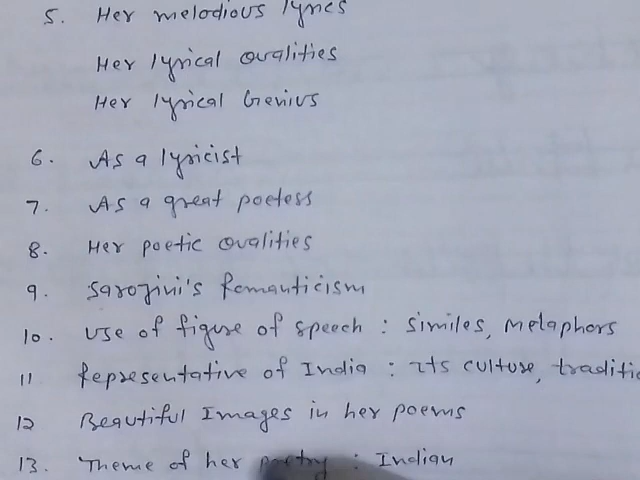 5. Her melodious lyrics
Her lyrical Qualities
Her lyrical Genius
6. As a lyricist
7. As a great poetess
8. Her poetic Qualities
9. Sarojini's Romanticism
10. Use of figure of speech : similes, Metaphors
11 Representative of India : Its culture, traditio
12 Beautiful Images in her poems
13. Theme of her poetry : Indian